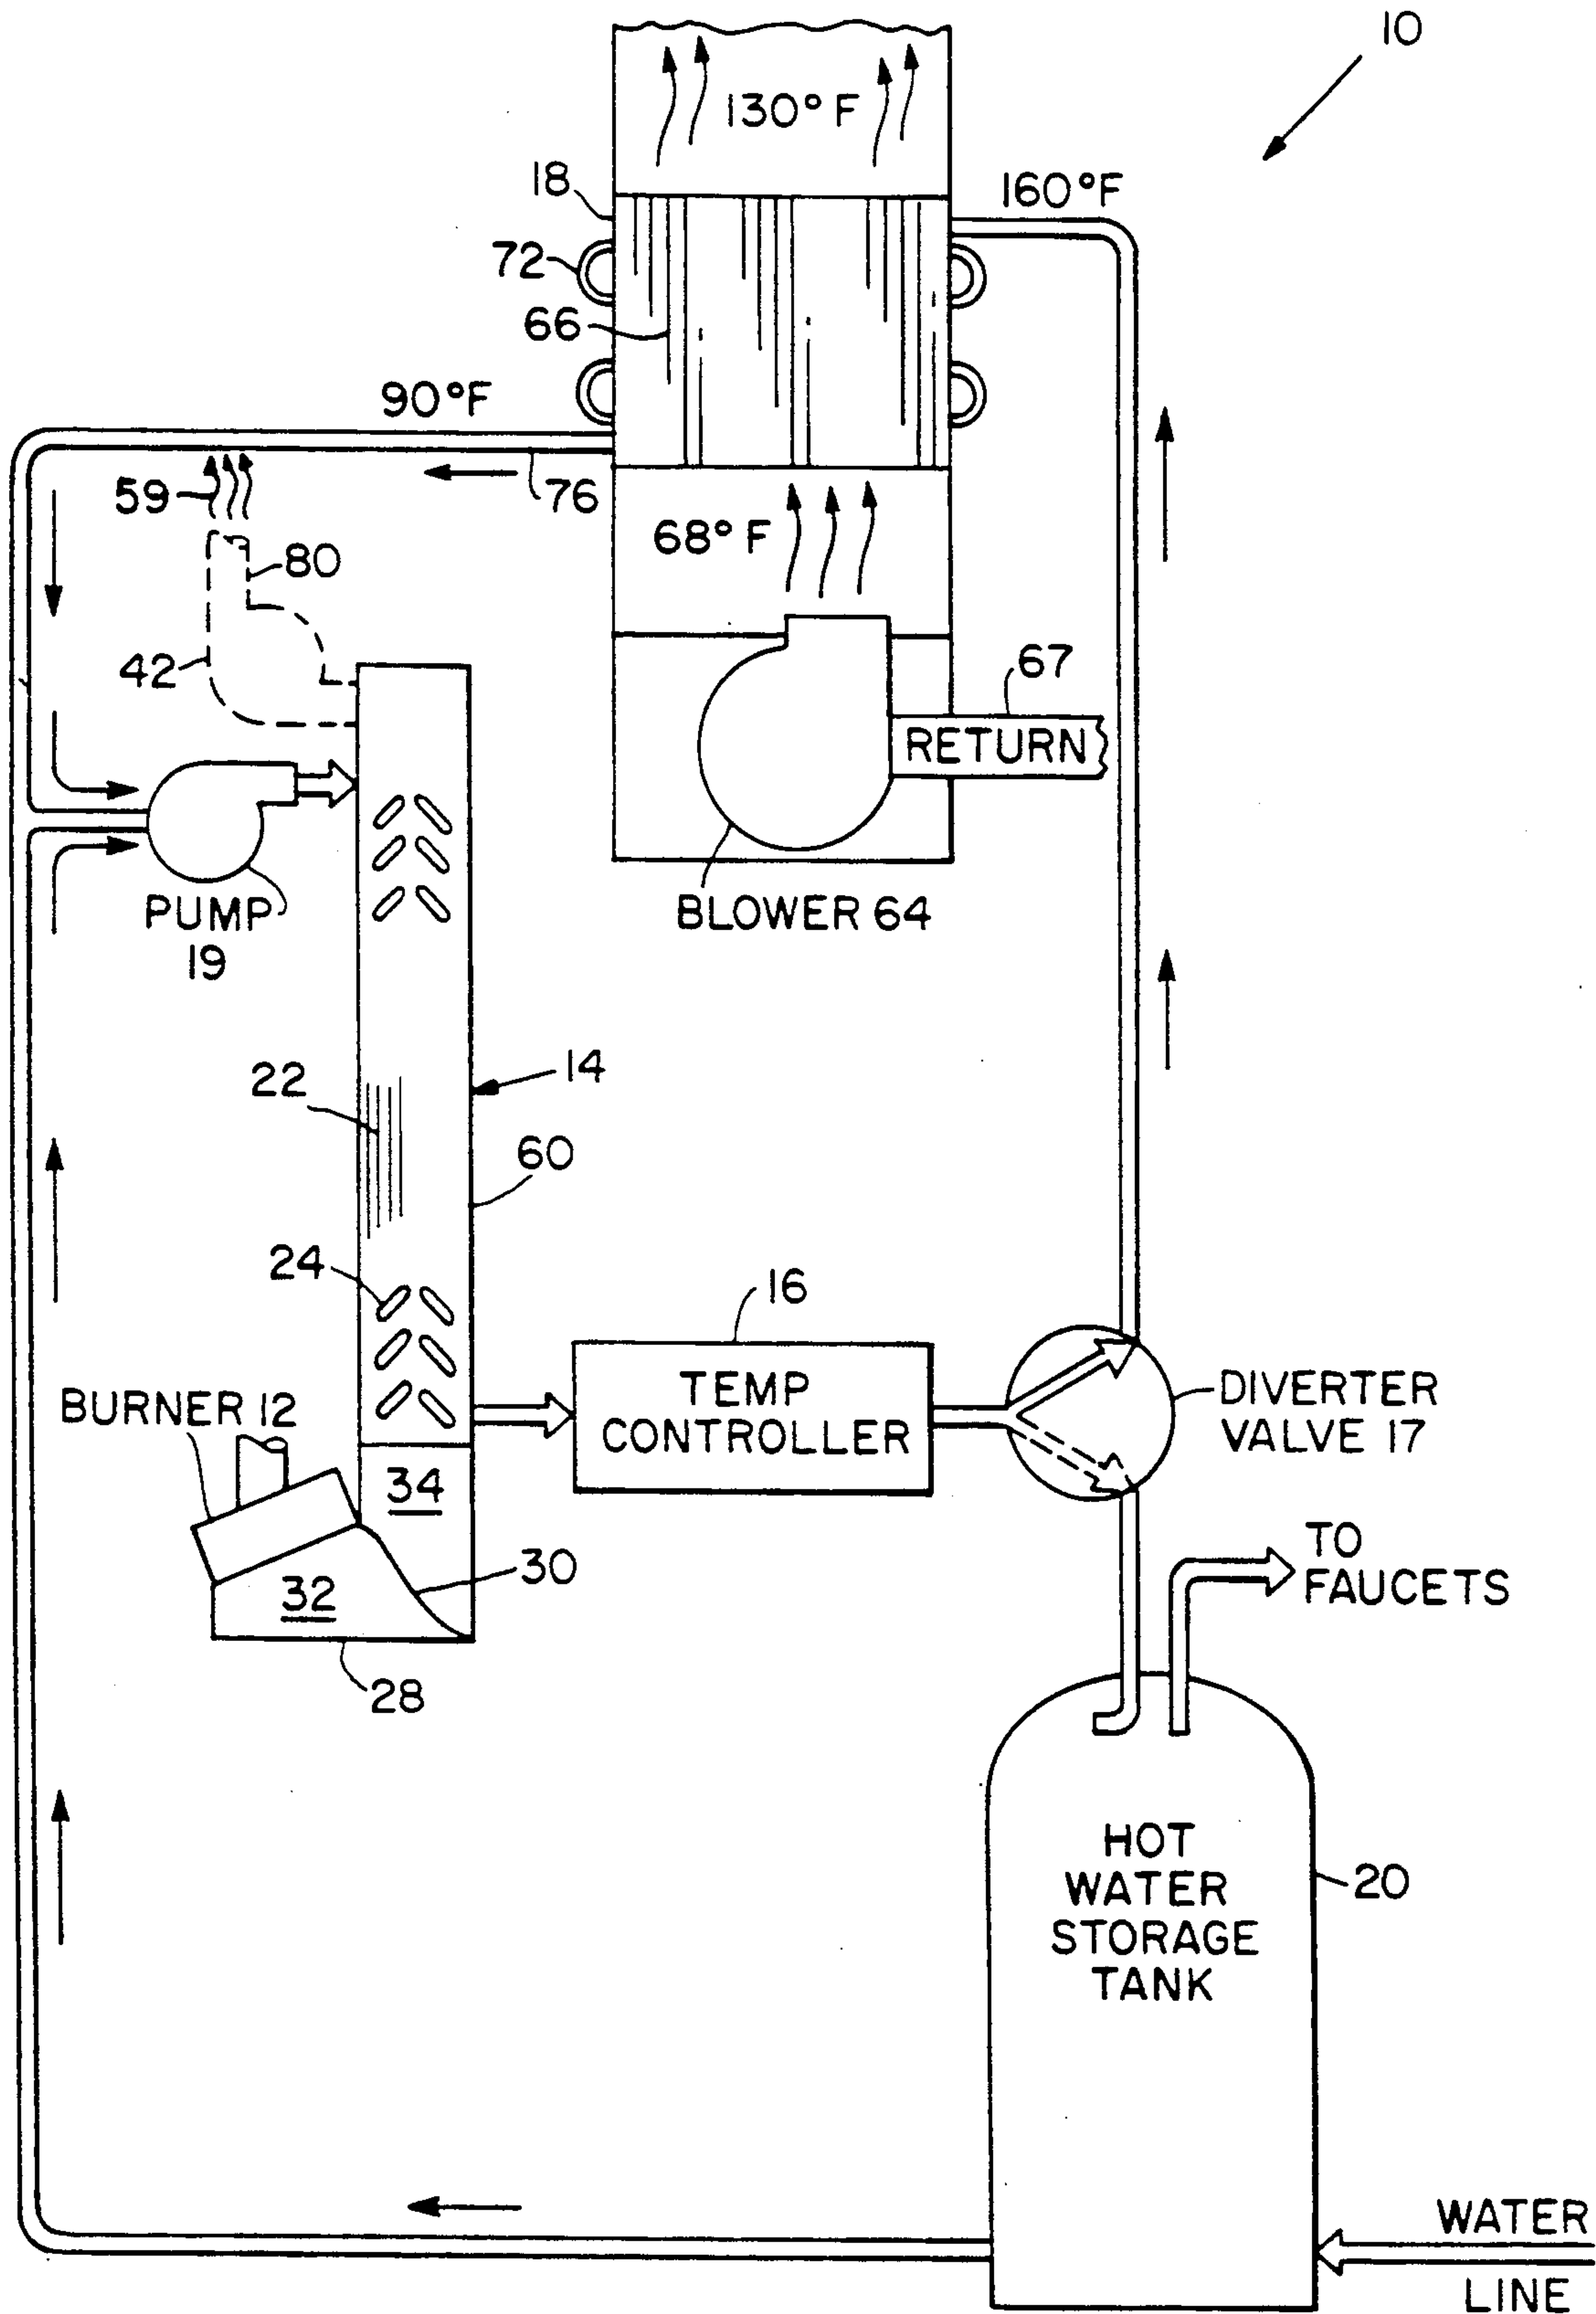 10
130°F
18
160°F
72
66
90°F
59
76
68°F
80
42
67
RETURN
PUMP
19
BLOWER 64
22
14
60
24
16
BURNER 12
TEMP
CONTROLLER
DIVERTER
VALVE 17
34
30
32
TO
FAUCETS
28
HOT
WATER
STORAGE
TANK
20
WATER
LINE